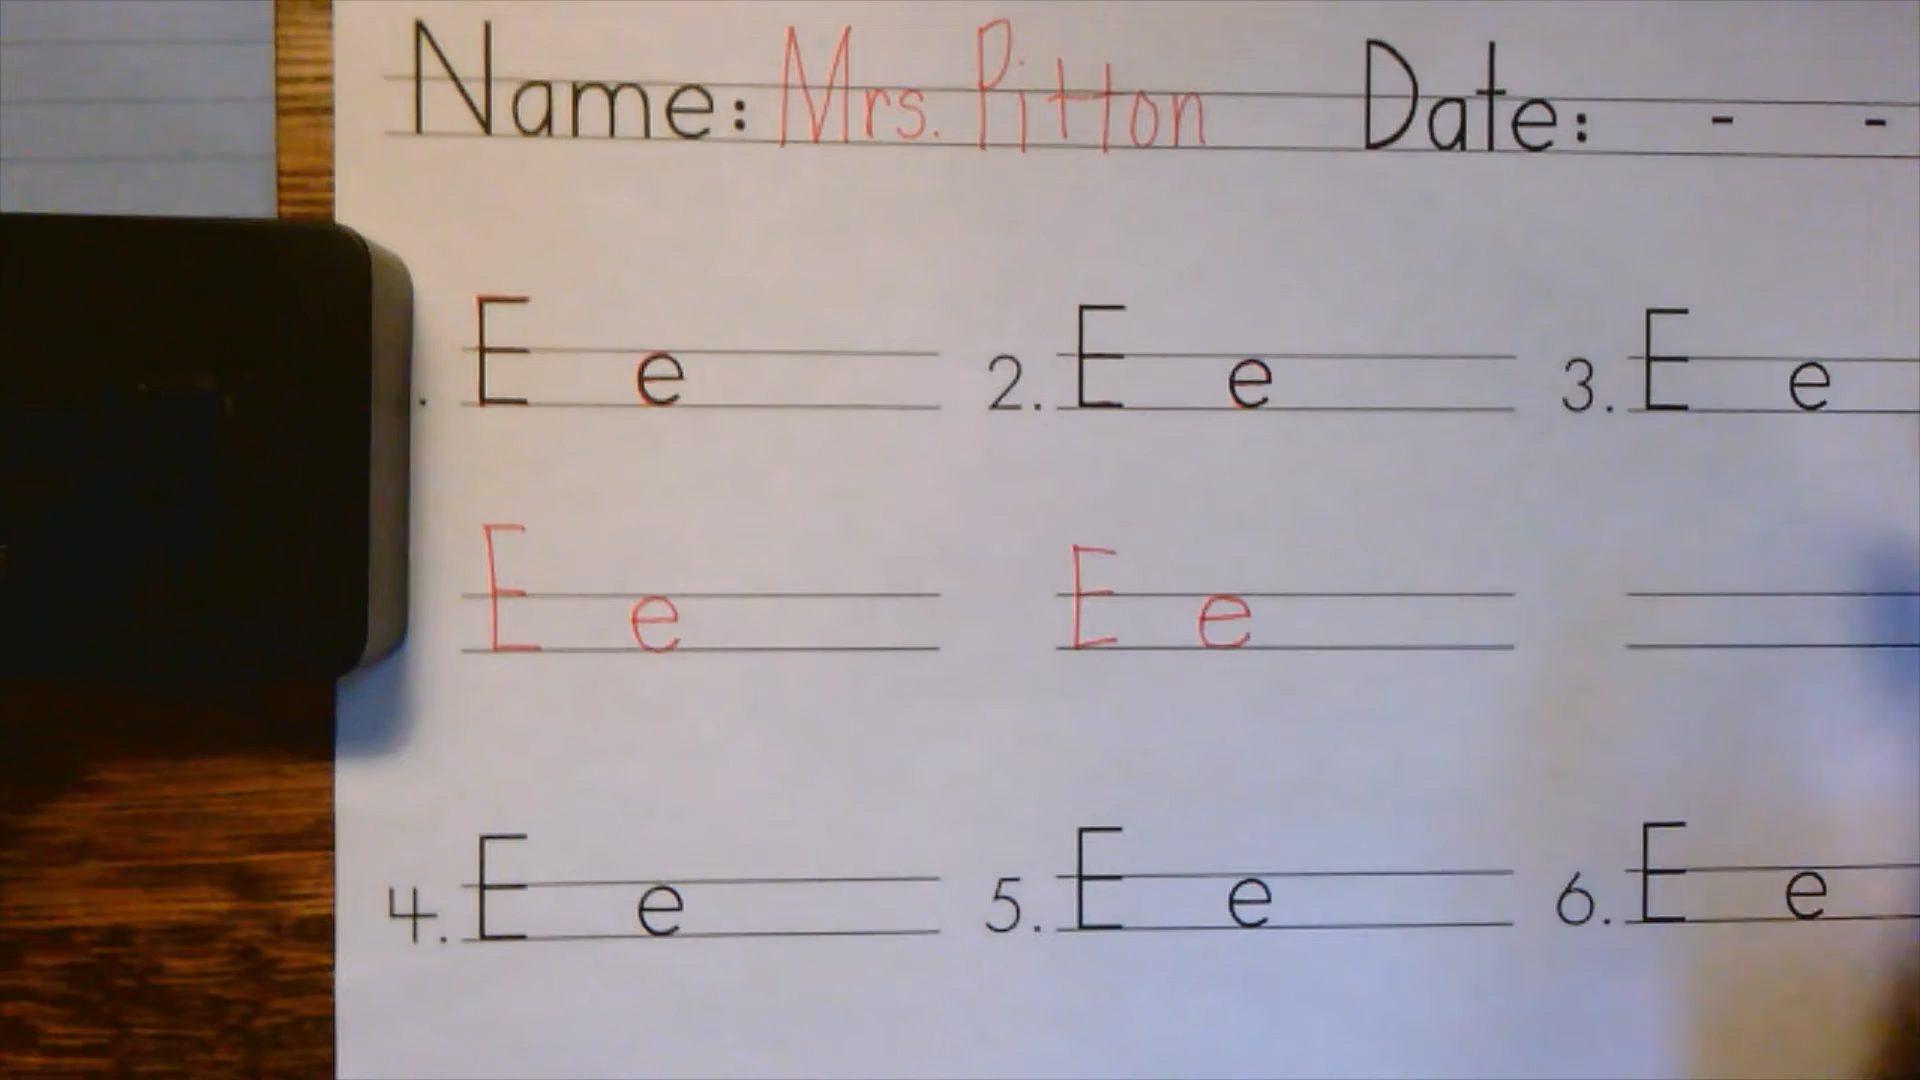 Name: Mrs. Pitton Date: - -
. E e 2. E e 3. E e
E e E e
4. E e 5. E e 6. E e